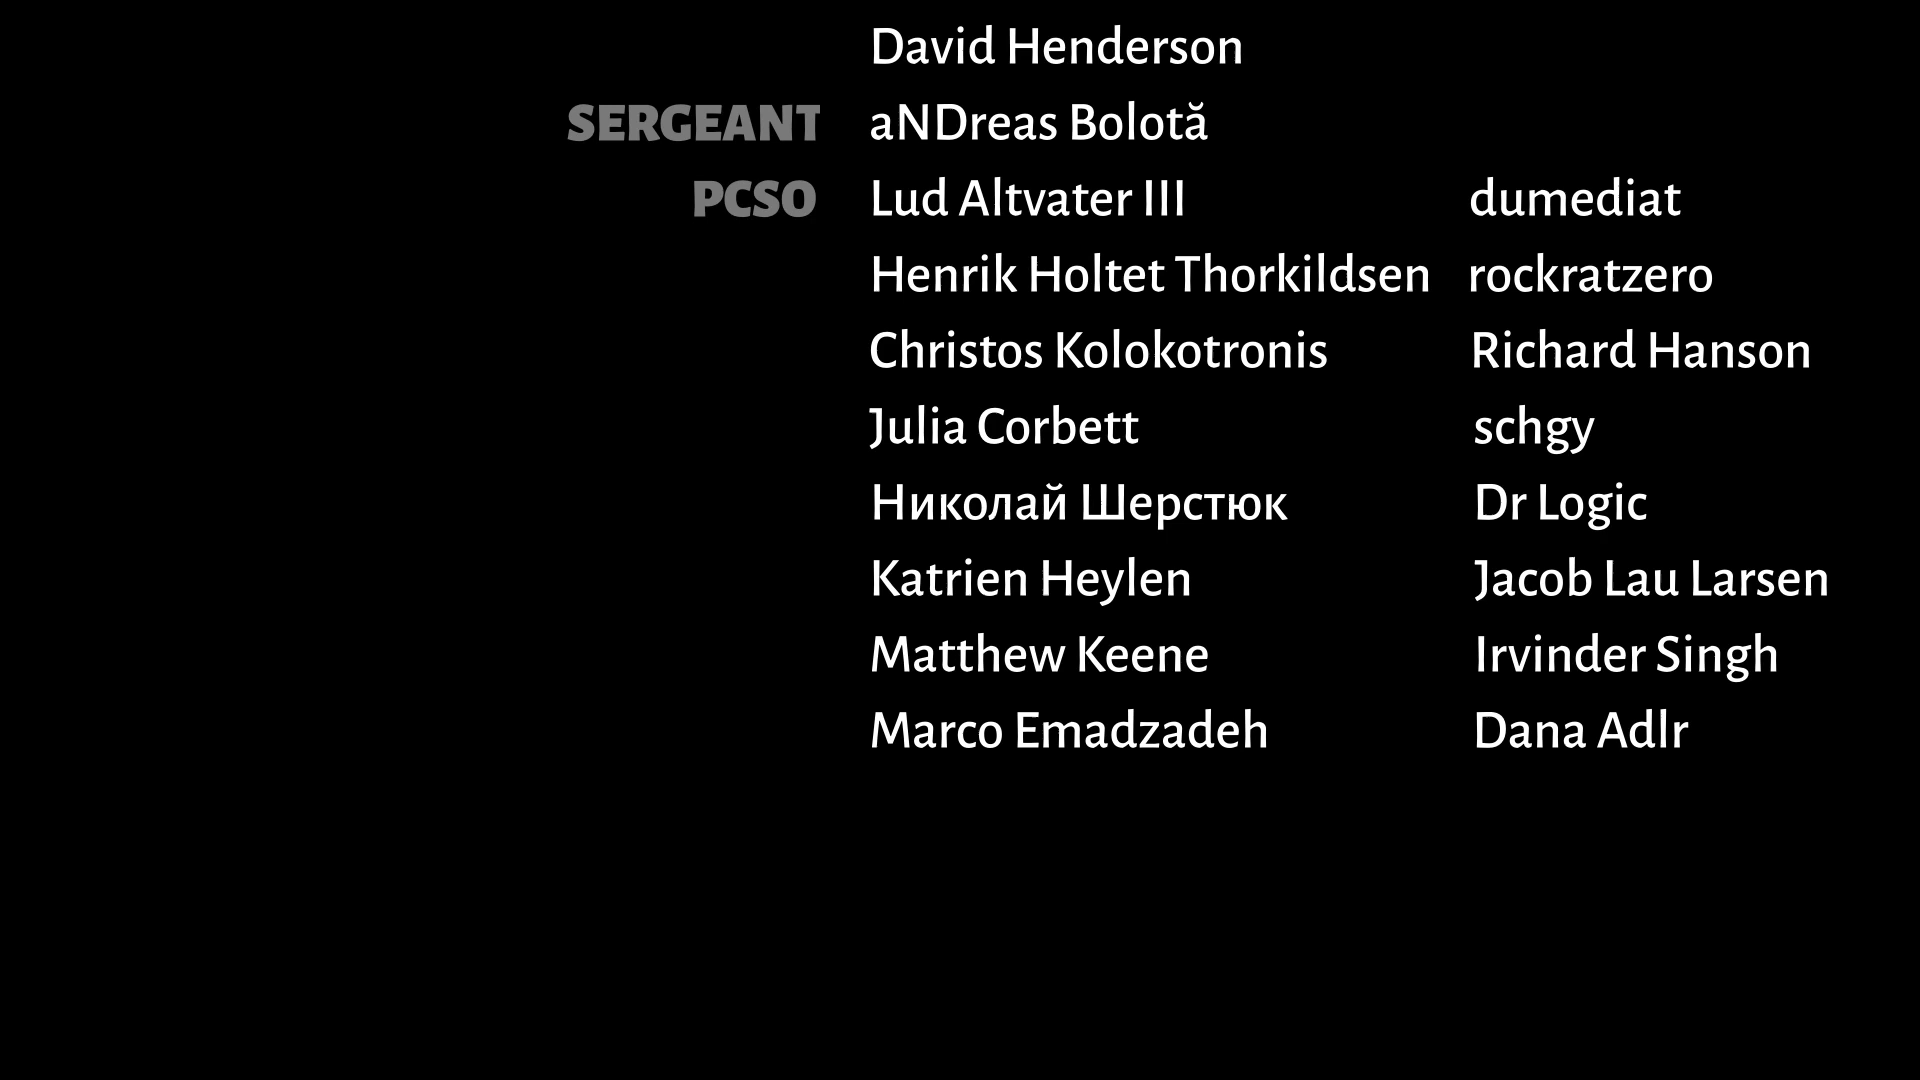 David Henderson
SERGEANT aNDreas Bolotă
PCSO Lud Altvater III dumediat
Henrik Holtet Thorkildsen rockratzero
Christos Kolokotronis Richard Hanson
Julia Corbett schgy
Николай Шерстюк Dr Logic
Katrien Heylen Jacob Lau Larsen
Matthew Keene Irvinder Singh
Marco Emadzadeh Dana Adlr